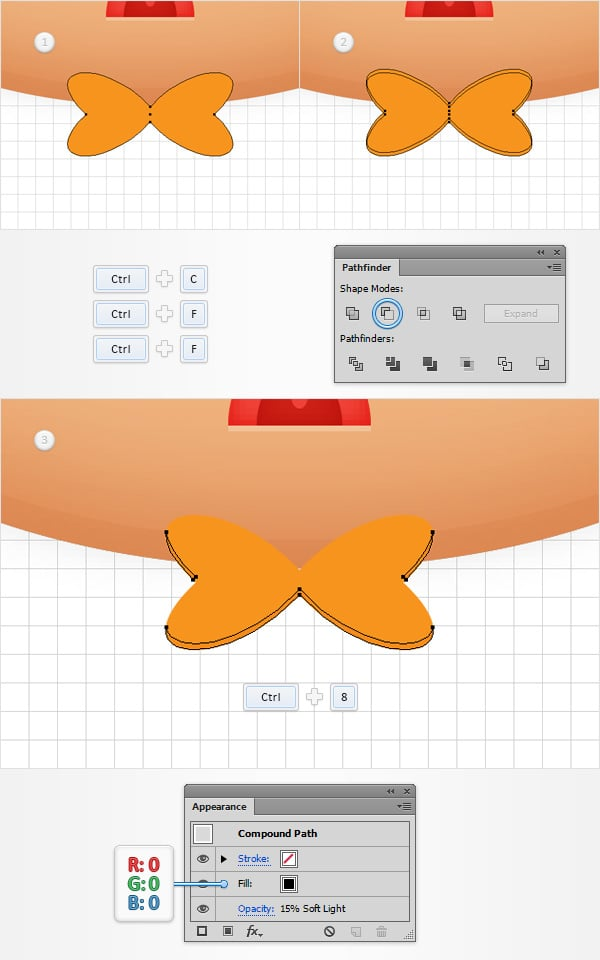 1
2
Ctrl C
Ctrl F
Ctrl F
Pathfinder
Shape Modes:
Expand
Pathfinders:
3
Ctrl 8
Appearance
Compound Path
Stroke:
R: 0
G: 0
B: 0
Fill:
Opacity: 15% Soft Light
fx